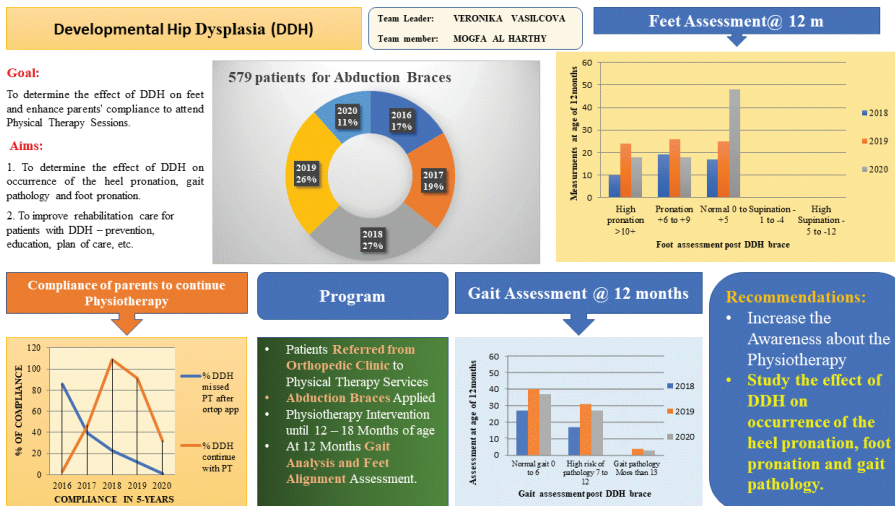 Developmental Hip Dysplasia (DDH)
Team Leader: VERONIKA VASILCOVA
Team member: MOGFA AL HARTHY
Feet Assessment@ 12 m
Goal:
To determine the effect of DDH on feet
and enhance parents' compliance to attend
Physical Therapy Sessions.
Aims:
1. To determine the effect of DDH on
occurrence of the heel pronation, gait
pathology and foot pronation.
2. To improve rehabilitation care for
patients with DDH – prevention,
education, plan of care, etc.
579 patients for Abduction Braces
2020
11%
2016
17%
2019
26%
2017
19%
2018
27%
Measurments at age of 12months
60
50
40
30
20
10
0
High
pronation
>10+
Pronation
+6 to +9
Normal 0 to
+5
Supination -
1 to -4
High
Supination -
5 to -12
Foot assessment post DDH brace
2018
2019
2020
Compliance of parents to continue
Physiotherapy
% OF COMPLIANCE
120
100
80
60
40
20
0
2016 2017 2018 2019 2020
COMPLIANCE IN 5-YEARS
% DDH
missed
PT after
ortop app
% DDH
continue
with PT
Program
• Patients Referred from
Orthopedic Clinic to
Physical Therapy Services
• Abduction Braces Applied
• Physiotherapy Intervention
until 12 – 18 Months of age
• At 12 Months Gait
Analysis and Feet
Alignment Assessment.
Gait Assessment @ 12 months
Assessment at age of 12months
60
50
40
30
20
10
0
Normal gait 0
to 6
High risk of
pathology 7 to
12
Gait pathology
More than 13
Gait assessment post DDH brace
2018
2019
2020
Recommendations:
• Increase the
Awareness about the
Physiotherapy
• Study the effect of
DDH on
occurrence of the
heel pronation, foot
pronation and gait
pathology.